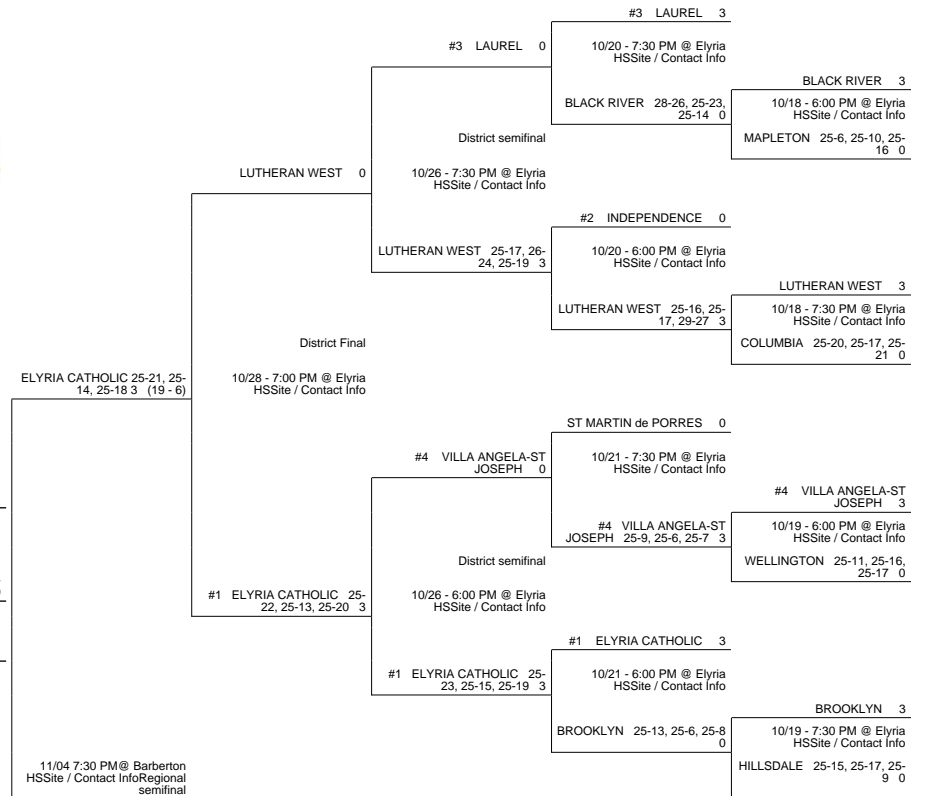 #3 LAUREL 3
10/20 - 7:30 PM @ Elyria
HSSite / Contact Info
#3 LAUREL 0
BLACK RIVER 3
10/18 - 6:00 PM @ Elyria
HSSite / Contact Info
BLACK RIVER 28-26, 25-23,
25-14 0
MAPLETON 25-6, 25-10, 25-
16 0
District semifinal
10/26 - 7:30 PM @ Elyria
HSSite / Contact Info
LUTHERAN WEST 0
#2 INDEPENDENCE 0
10/20 - 6:00 PM @ Elyria
HSSite / Contact Info
LUTHERAN WEST 25-17, 26-
24, 25-19 3
LUTHERAN WEST 3
10/18 - 7:30 PM @ Elyria
HSSite / Contact Info
LUTHERAN WEST 25-16, 25-
17, 29-27 3
COLUMBIA 25-20, 25-17, 25-
21 0
District Final
10/28 - 7:00 PM @ Elyria
HSSite / Contact Info
ELYRIA CATHOLIC 25-21, 25-
14, 25-18 3 (19 - 6)
ST MARTIN de PORRES 0
10/21 - 7:30 PM @ Elyria
HSSite / Contact Info
#4 VILLA ANGELA-ST
JOSEPH 0
#4 VILLA ANGELA-ST
JOSEPH 3
10/19 - 6:00 PM @ Elyria
HSSite / Contact Info
#4 VILLA ANGELA-ST
JOSEPH 25-9, 25-6, 25-7 3
WELLINGTON 25-11, 25-16,
25-17 0
District semifinal
10/26 - 6:00 PM @ Elyria
HSSite / Contact Info
#1 ELYRIA CATHOLIC 25-
22, 25-13, 25-20 3
#1 ELYRIA CATHOLIC 3
10/21 - 6:00 PM @ Elyria
HSSite / Contact Info
#1 ELYRIA CATHOLIC 25-
23, 25-15, 25-19 3
BROOKLYN 3
10/19 - 7:30 PM @ Elyria
HSSite / Contact Info
BROOKLYN 25-13, 25-6, 25-8
0
HILLSDALE 25-15, 25-17, 25-
9 0
11/04 7:30 PM@ Barberton
HSSite / Contact InfoRegional
semifinal